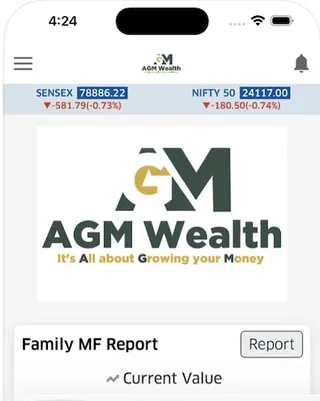 4:24
AGM Wealth
SENSEX 78886.22
▼-581.79(-0.73%)
NIFTY 50 24117.00
▼-180.50(-0.74%)
GM
AGM Wealth
It's All about Growing your Money
Family MF Report
Report
Current Value